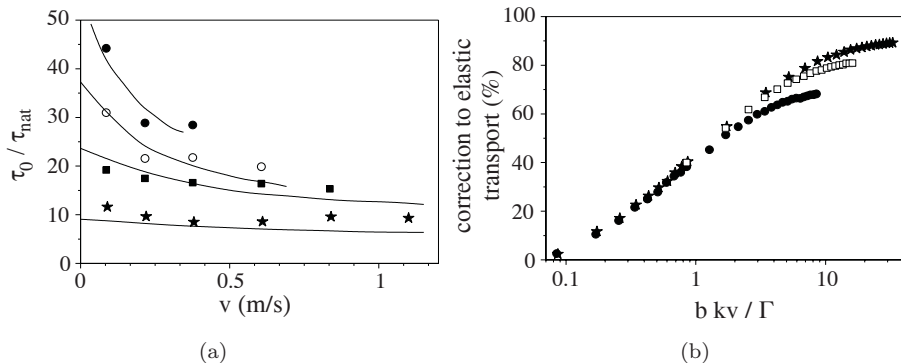 50
40
30
20
10
0
τ0 / τnat
0
0.5
1
v (m/s)
(a)
(b)
100
80
60
40
20
0
correction to elastic
transport (%)
0.1
1
10
b kv / Γ